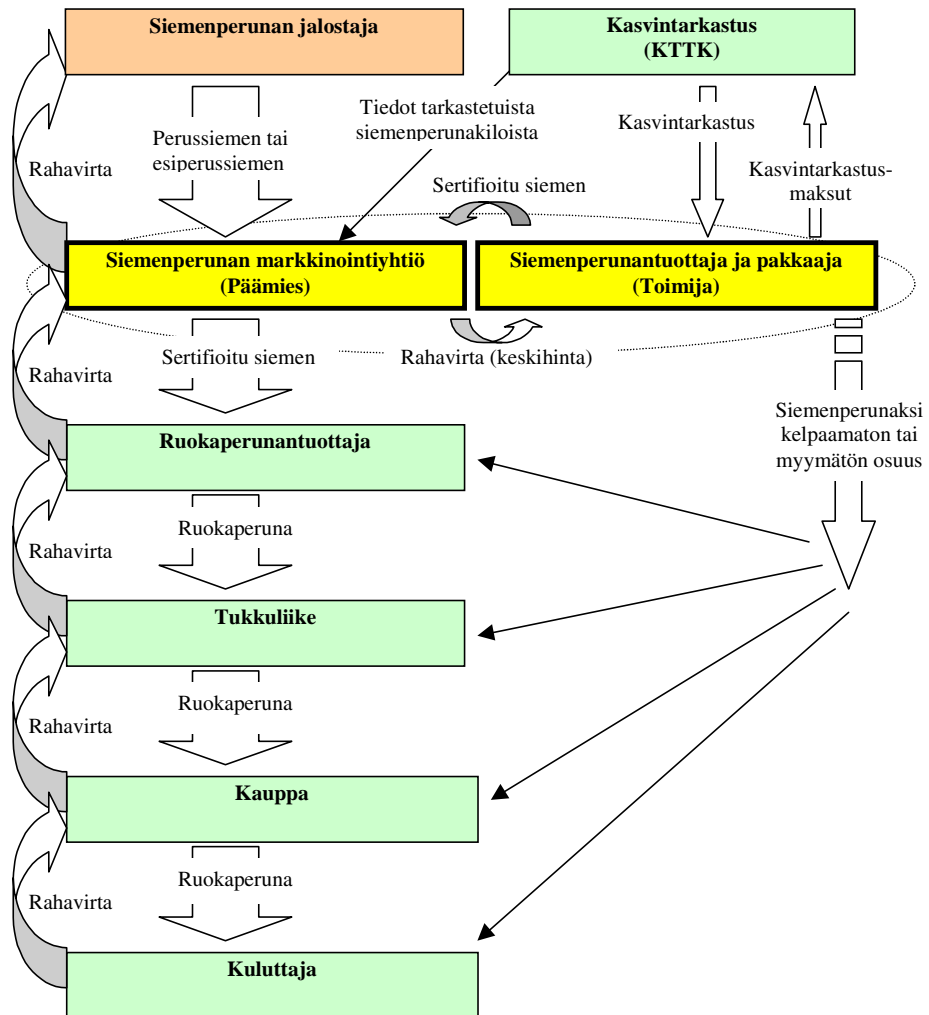 Siemenperunan jalostaja
Kasvintarkastus
(KTTK)
Rahavirta
Perussiemen tai
esiperussiemen
Tiedot tarkastetuista
siemenperunakiloista
Kasvintarkastus
Kasvintarkastus-
maksut
Sertifioitu siemen
Siemenperunan markkinointiyhtiö
(Päämies)
Siemenperunantuottaja ja pakkaaja
(Toimija)
Rahavirta
Sertifioitu siemen
Rahavirta (keskihinta)
Siemenperunaksi
kelpaamaton tai
myymätön osuus
Ruokaperunantuottaja
Rahavirta
Ruokaperuna
Tukkuliike
Rahavirta
Ruokaperuna
Kauppa
Rahavirta
Ruokaperuna
Kuluttaja